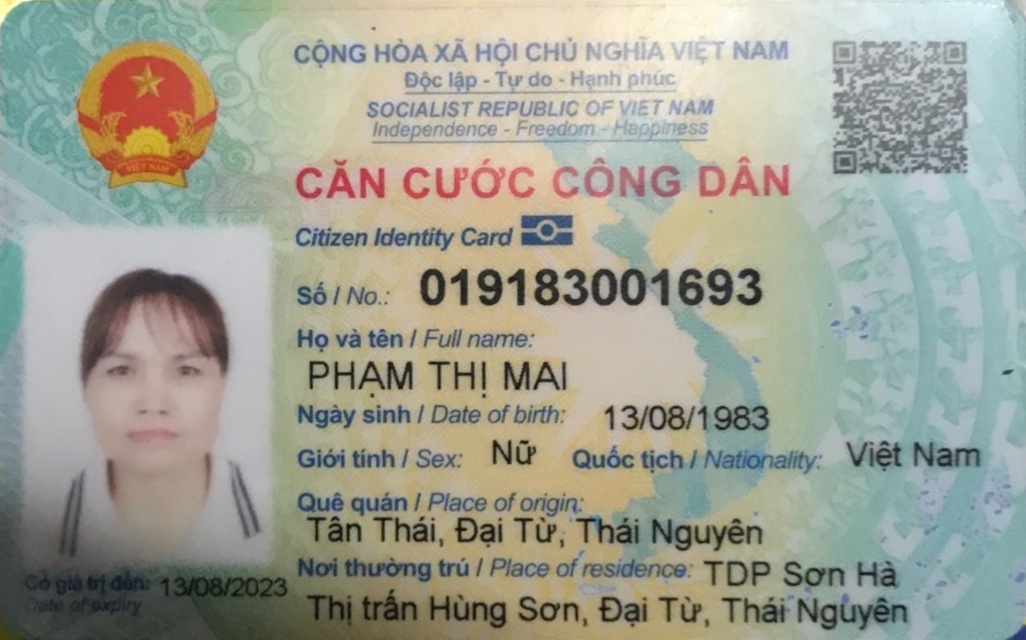 CỘNG HÒA XÃ HỘI CHỦ NGHĨA VIỆT NAM
Độc lập - Tự do - Hạnh phúc
SOCIALIST REPUBLIC OF VIET NAM
Independence - Freedom - Happiness
CĂN CƯỚC CÔNG DÂN
Citizen Identity Card
Số / No.: 019183001693
Họ và tên / Full name:
PHẠM THỊ MAI
Ngày sinh / Date of birth: 13/08/1983
Giới tính / Sex: Nữ Quốc tịch / Nationality: Việt Nam
Quê quán / Place of origin:
Tân Thái, Đại Từ, Thái Nguyên
Nơi thường trú / Place of residence: TDP Sơn Hà
Thị trấn Hùng Sơn, Đại Từ, Thái Nguyên
Có giá trị đến: 13/08/2023
Date of expiry
VIỆT NAM